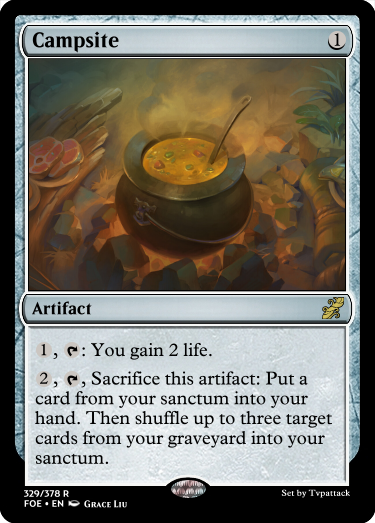 Campsite 1
Artifact
1, T: You gain 2 life.
2, T, Sacrifice this artifact: Put a
card from your sanctum into your
hand. Then shuffle up to three target
cards from your graveyard into your
sanctum.
329/378 R
FOE • EN Grace Liu
Set by Tvpattack